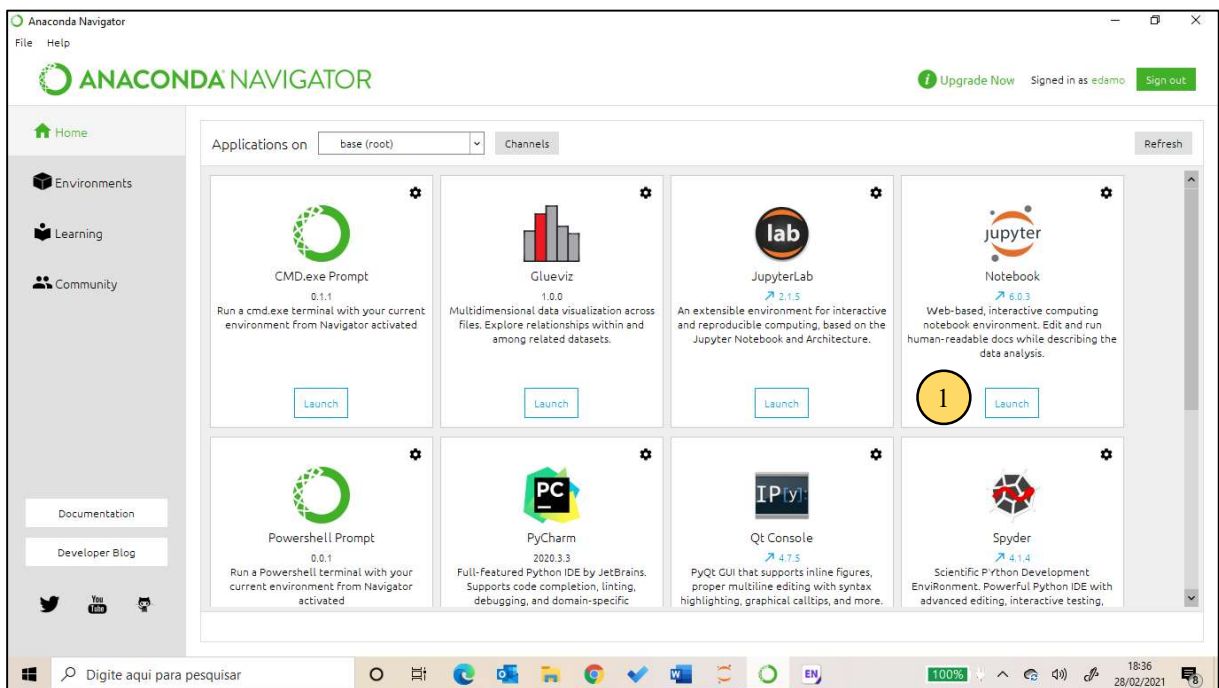 Anaconda Navigator
File Help
ANACONDA NAVIGATOR
i Upgrade Now Signed in as edamo Sign out
Home
Environments
Learning
Community
Documentation
Developer Blog
You Tube
Applications on base (root) Channels Refresh
CMD.exe Prompt
0.1.1
Run a cmd.exe terminal with your current
environment from Navigator activated
Launch
Glueviz
1.0.0
Multidimensional data visualization across
files. Explore relationships within and
among related datasets.
Launch
lab
JupyterLab
2.1.5
An extensible environment for interactive
and reproducible computing, based on the
Jupyter Notebook and Architecture.
Launch
jupyter
Notebook
6.0.3
Web-based, interactive computing
notebook environment. Edit and run
human-readable docs while describing the
data analysis.
1 Launch
Powershell Prompt
0.0.1
Run a Powershell terminal with your
current environment from Navigator
activated
PC
PyCharm
2020.3.3
Full-featured Python IDE by JetBrains.
Supports code completion, linting,
debugging, and domain-specific
IP[y]:
Qt Console
4.7.5
PyQt GUI that supports inline figures,
proper multiline editing with syntax
highlighting, graphical calltips, and more.
Spyder
4.1.4
Scientific PYthon Development
EnviRonment. Powerful Python IDE with
advanced editing, interactive testing,
Digite aqui para pesquisar
EN
100%
18:36
28/02/2021
8